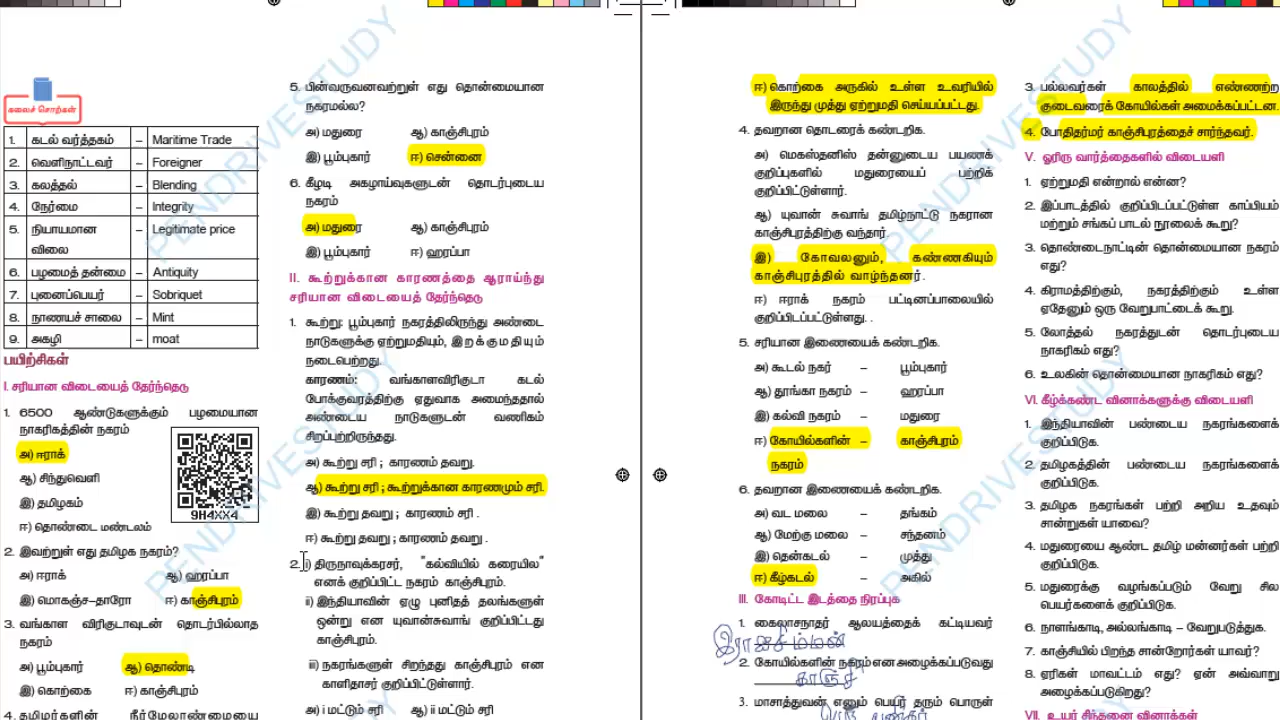 கலைச் சொற்கள்
1. கடல் வர்த்தகம் – Maritime Trade
2. வெளிநாட்டவர் – Foreigner
3. கலத்தல் – Blending
4. நேர்மை – Integrity
5. நியாயமான – Legitimate price
விலை
6. பழமைத் தன்மை – Antiquity
7. புனைப்பெயர் – Sobriquet
8. நாணயச் சாலை – Mint
9. அகழி – moat
பயிற்சிகள்
I. சரியான விடையைத் தேர்ந்தெடு
1. 6500 ஆண்டுகளுக்கும் பழமையான
நாகரிகத்தின் நகரம்
அ) ஈராக்
ஆ) சிந்துவெளி
இ) தமிழகம்
ஈ) தொண்டை மண்டலம்
9H4XX4
2. இவற்றுள் எது தமிழக நகரம்?
அ) ஈராக் ஆ) ஹரப்பா
இ) மொகஞ்ச-தாரோ ஈ) காஞ்சிபுரம்
3. வங்காள விரிகுடாவுடன் தொடர்பில்லாத
நகரம்
அ) பூம்புகார் ஆ) தொண்டி
இ) கொற்கை ஈ) காஞ்சிபுரம்
4. தமிழர்களின் நீர்மேலாண்மையை
5. பின்வருவனவற்றுள் எது தொன்மையான
நகரமல்ல?
அ) மதுரை ஆ) காஞ்சிபுரம்
இ) பூம்புகார் ஈ) சென்னை
6. கீழடி அகழாய்வுகளுடன் தொடர்புடைய
நகரம்
அ) மதுரை ஆ) காஞ்சிபுரம்
இ) பூம்புகார் ஈ) ஹரப்பா
II. கூற்றுக்கான காரணத்தை ஆராய்ந்து
சரியான விடையைத் தேர்ந்தெடு
1. கூற்று: பூம்புகார் நகரத்திலிருந்து அண்டை
நாடுகளுக்கு ஏற்றுமதியும், இறக்குமதியும்
நடைபெற்றது.
காரணம்: வங்காளவிரிகுடா கடல்
போக்குவரத்திற்கு ஏதுவாக அமைந்ததால்
அண்டைய நாடுகளுடன் வணிகம்
சிறப்புற்றிருந்தது.
அ) கூற்று சரி ; காரணம் தவறு.
ஆ) கூற்று சரி ; கூற்றுக்கான காரணமும் சரி.
இ) கூற்று தவறு ; காரணம் சரி .
ஈ) கூற்று தவறு ; காரணம் தவறு .
2. i) திருநாவுக்கரசர், "கல்வியில் கரையில"
எனக் குறிப்பிட்ட நகரம் காஞ்சிபுரம்.
ii) இந்தியாவின் ஏழு புனிதத் தலங்களுள்
ஒன்று என யுவான்சுவாங் குறிப்பிட்டது
காஞ்சிபுரம்.
iii) நகரங்களுள் சிறந்தது காஞ்சிபுரம் என
காளிதாசர் குறிப்பிட்டுள்ளார்.
அ) i மட்டும் சரி ஆ) ii மட்டும் சரி
ஈ) கொற்கை அருகில் உள்ள உவரியில்
இருந்து முத்து ஏற்றுமதி செய்யப்பட்டது.
4. தவறான தொடரைக் கண்டறிக.
அ) மெகஸ்தனிஸ் தன்னுடைய பயணக்
குறிப்புகளில் மதுரையைப் பற்றிக்
குறிப்பிட்டுள்ளார்.
ஆ) யுவான் சுவாங் தமிழ்நாட்டு நகரான
காஞ்சிபுரத்திற்கு வந்தார்.
இ) கோவலனும், கண்ணகியும்
காஞ்சிபுரத்தில் வாழ்ந்தனர்.
ஈ) ஈராக் நகரம் பட்டினப்பாலையில்
குறிப்பிடப்பட்டுள்ளது. .
5. சரியான இணையைக் கண்டறிக.
அ) கூடல் நகர் – பூம்புகார்
ஆ) தூங்கா நகரம் – ஹரப்பா
இ) கல்வி நகரம் – மதுரை
ஈ) கோயில்களின் – காஞ்சிபுரம்
நகரம்
6. தவறான இணையைக் கண்டறிக.
அ) வட மலை – தங்கம்
ஆ) மேற்கு மலை – சந்தனம்
இ) தென்கடல் – முத்து
ஈ) கீழ்கடல் – அகில்
III. கோடிட்ட இடத்தை நிரப்புக
1. கைலாசநாதர் ஆலயத்தைக் கட்டியவர்
2. கோயில்களின் நகரம் என அழைக்கப்படுவது
காஞ்சி
3. மாசாத்துவன் எனும் பெயர் தரும் பொருள்
3. பல்லவர்கள் காலத்தில் எண்ணற்ற
குடைவரைக் கோயில்கள் அமைக்கப்பட்டன.
4. போதிதர்மர் காஞ்சிபுரத்தைச் சார்ந்தவர்.
V. ஓரிரு வார்த்தைகளில் விடையளி
1. ஏற்றுமதி என்றால் என்ன?
2. இப்பாடத்தில் குறிப்பிடப்பட்டுள்ள காப்பியம்
மற்றும் சங்கப் பாடல் நூலைக் கூறு?
3. தொண்டைநாட்டின் தொன்மையான நகரம்
எது?
4. கிராமத்திற்கும், நகரத்திற்கும் உள்ள
ஏதேனும் ஒரு வேறுபாட்டைக் கூறு.
5. லோத்தல் நகரத்துடன் தொடர்புடைய
நாகரிகம் எது?
6. உலகின் தொன்மையான நாகரிகம் எது?
VI. கீழ்க்கண்ட வினாக்களுக்கு விடையளி
1. இந்தியாவின் பண்டைய நகரங்களைக்
குறிப்பிடுக.
2. தமிழகத்தின் பண்டைய நகரங்களைக்
குறிப்பிடுக.
3. தமிழக நகரங்கள் பற்றி அறிய உதவும்
சான்றுகள் யாவை?
4. மதுரையை ஆண்ட தமிழ் மன்னர்கள் பற்றி
குறிப்பிடுக.
5. மதுரைக்கு வழங்கப்படும் வேறு சில
பெயர்களைக் குறிப்பிடுக.
6. நாளங்காடி, அல்லங்காடி – வேறுபடுத்துக.
7. காஞ்சியில் பிறந்த சான்றோர்கள் யாவர்?
8. ஏரிகள் மாவட்டம் எது? ஏன் அவ்வாறு
அழைக்கப்படுகிறது?
VII. உயர் சிந்தனை வினாக்கள்
PENDRIVESTUDY
PENDRIVESTUDY
PENDRIVESTUDY
PENDRIVESTUDY